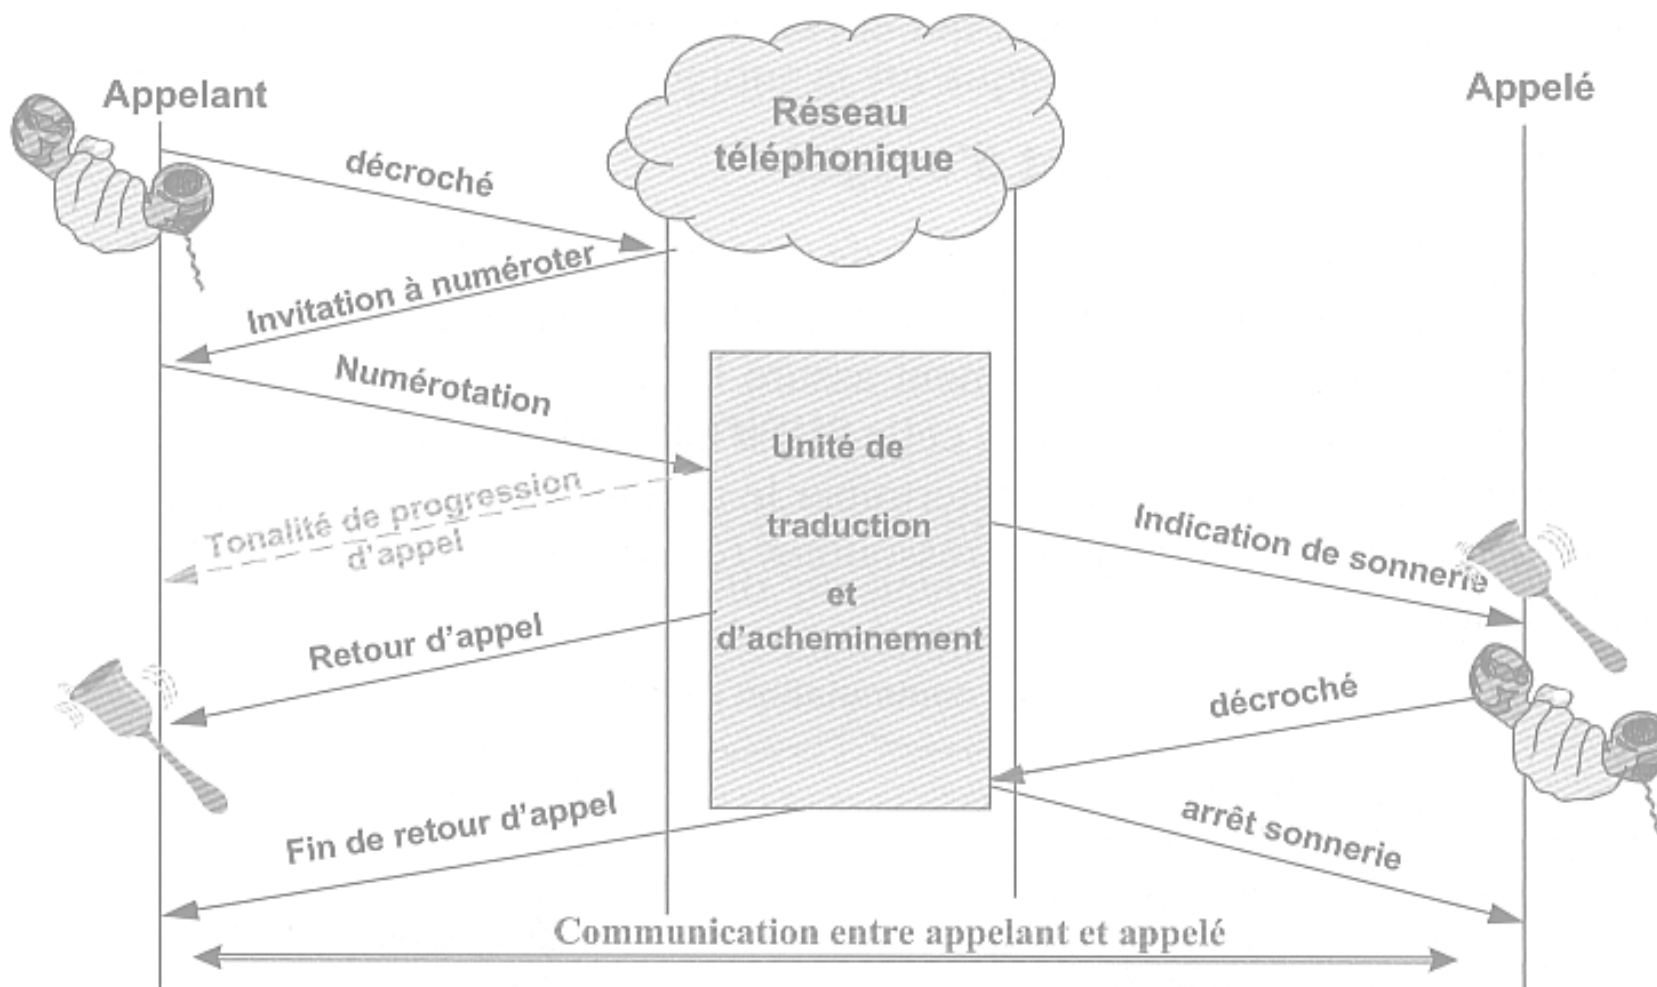 Appelant
Réseau
téléphonique
Appelé
décroché
Invitation à numéroter
Numérotation
Unité de
traduction
et
d'acheminement
Tonalité de progression
d'appel
Indication de sonnerie
Retour d'appel
décroché
Fin de retour d'appel
arrêt sonnerie
Communication entre appelant et appelé